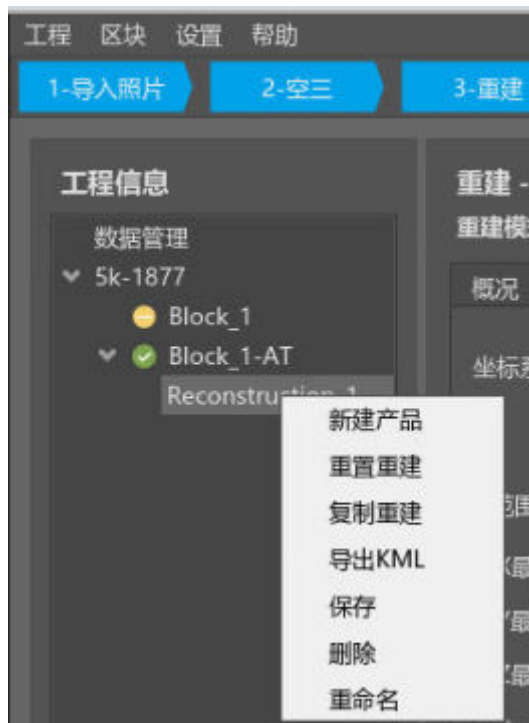 工程 区块 设置 帮助
1-导入照片 2-空三 3-重建
工程信息
数据管理
5k-1877
Block_1
Block_1-AT
Reconstruction_1
重建 -
重建模
概况
坐标系
新建产品
重置重建
复制重建
导出KML
保存
删除
重命名